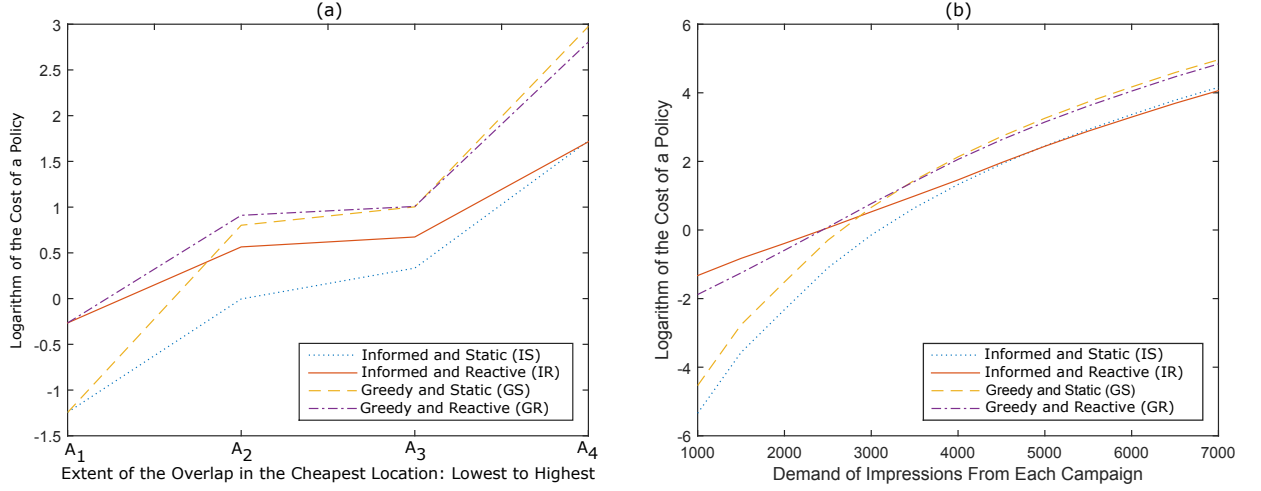 (a)
3
2.5
2
1.5
1
0.5
0
-0.5
-1
-1.5
Logarithm of the Cost of a Policy
A1
A2
A3
A4
Extent of the Overlap in the Cheapest Location: Lowest to Highest
Informed and Static (IS)
Informed and Reactive (IR)
Greedy and Static (GS)
Greedy and Reactive (GR)
(b)
6
4
2
0
-2
-4
-6
Logarithm of the Cost of a Policy
1000
2000
3000
4000
5000
6000
7000
Demand of Impressions From Each Campaign
Informed and Static (IS)
Informed and Reactive (IR)
Greedy and Static (GS)
Greedy and Reactive (GR)